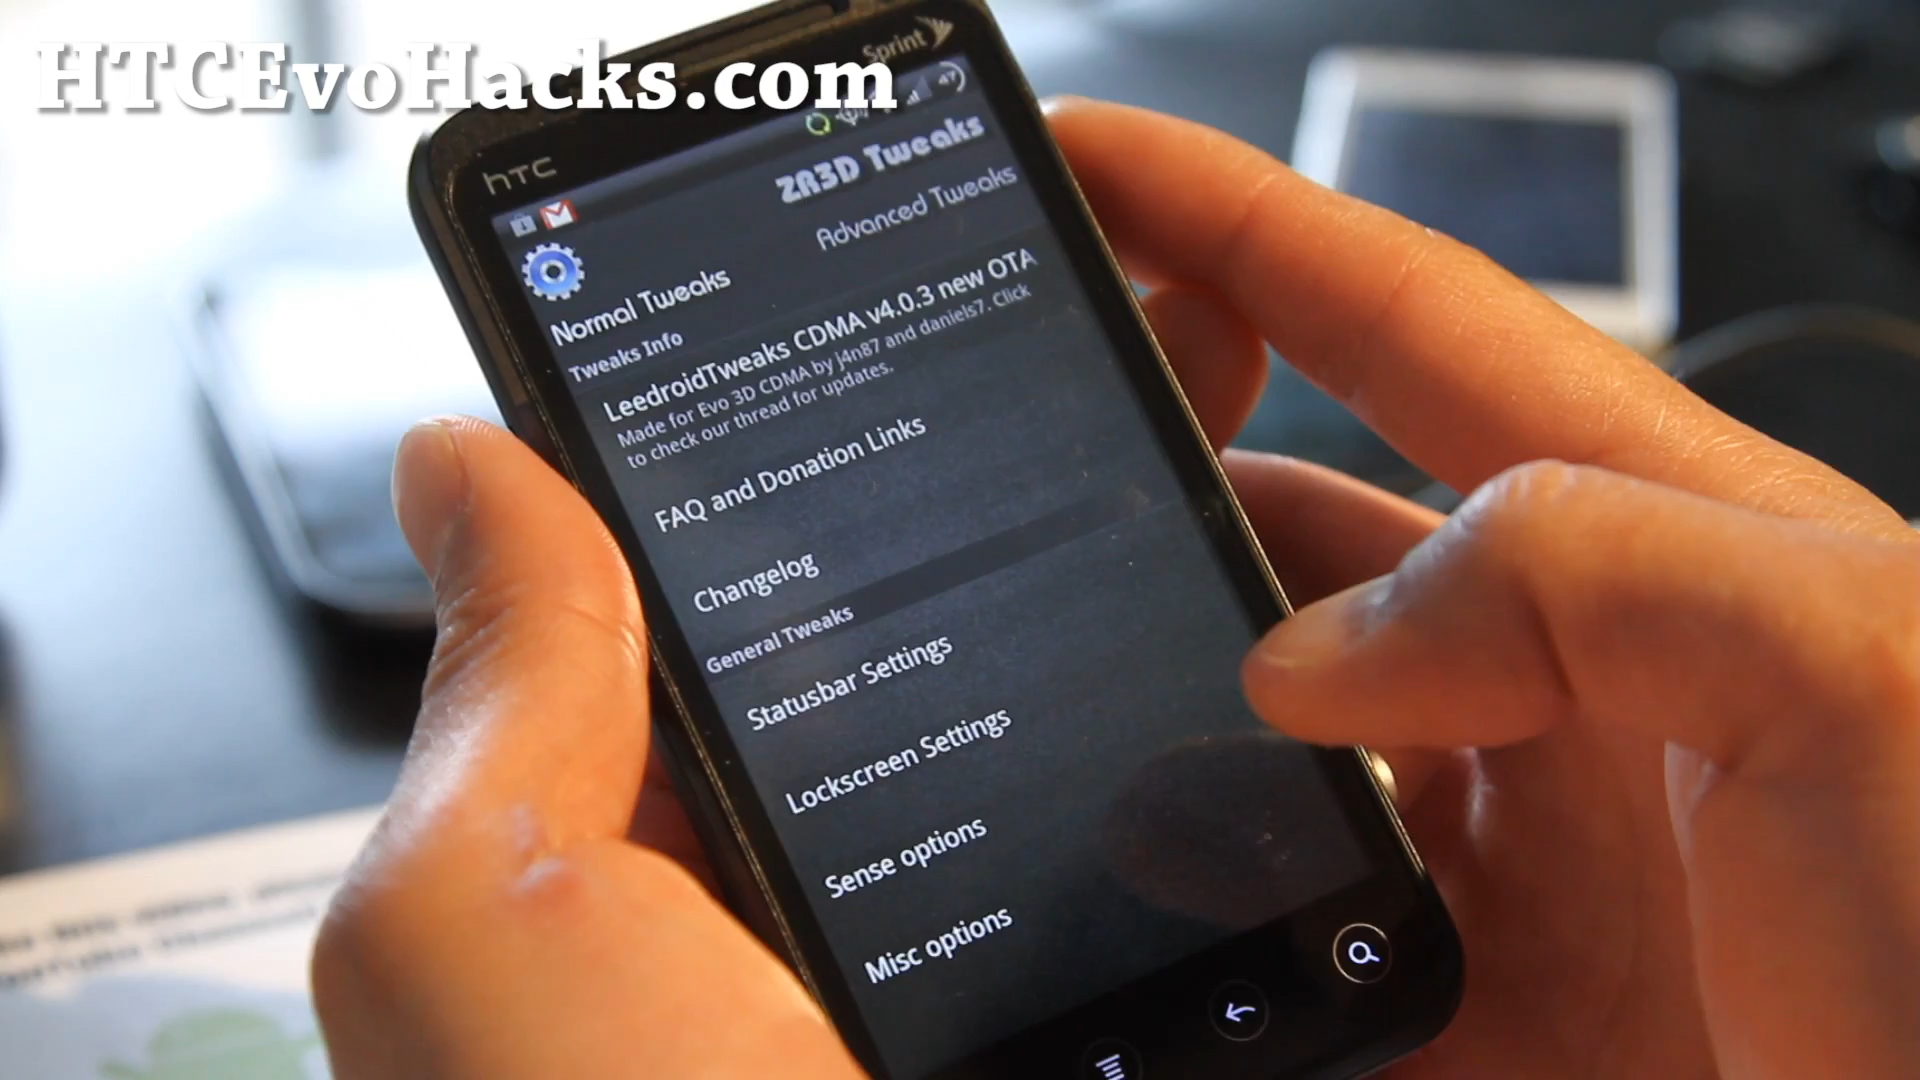 HTCEvoHacks.com
Sprint
hTC
47
ZR3D Tweaks
Normal Tweaks
Advanced Tweaks
Tweaks Info
LeedroidTweaks CDMA v4.0.3 new OTA
Made for Evo 3D CDMA by j4n87 and daniels7. Click
to check our thread for updates.
FAQ and Donation Links
Changelog
General Tweaks
Statusbar Settings
Lockscreen Settings
Sense options
Misc options